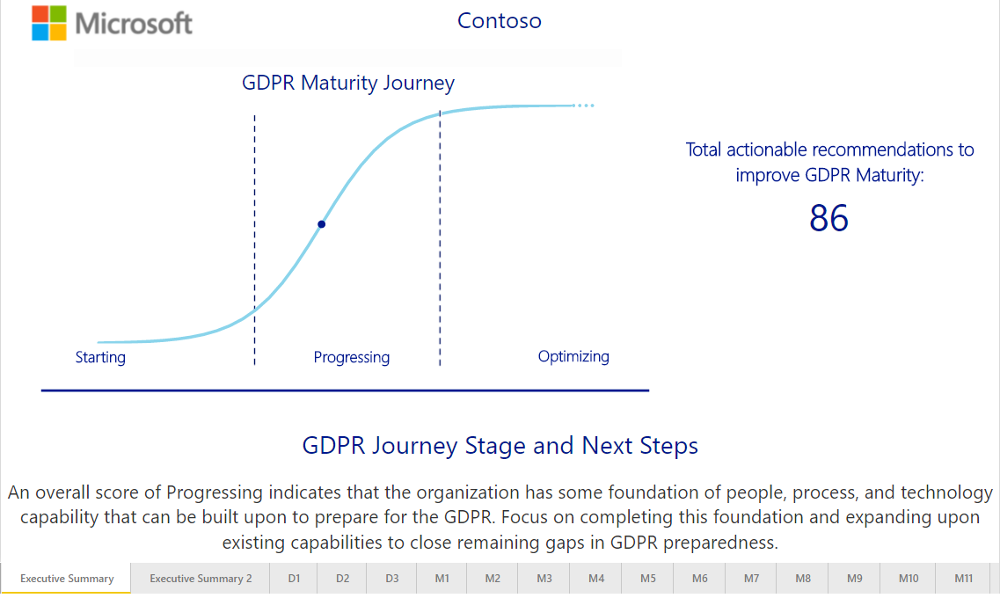 Microsoft
Contoso
GDPR Maturity Journey
Total actionable recommendations to
improve GDPR Maturity:
86
Starting
Progressing
Optimizing
GDPR Journey Stage and Next Steps
An overall score of Progressing indicates that the organization has some foundation of people, process, and technology
capability that can be built upon to prepare for the GDPR. Focus on completing this foundation and expanding upon
existing capabilities to close remaining gaps in GDPR preparedness.
Executive Summary Executive Summary 2 D1 D2 D3 M1 M2 M3 M4 M5 M6 M7 M8 M9 M10 M11